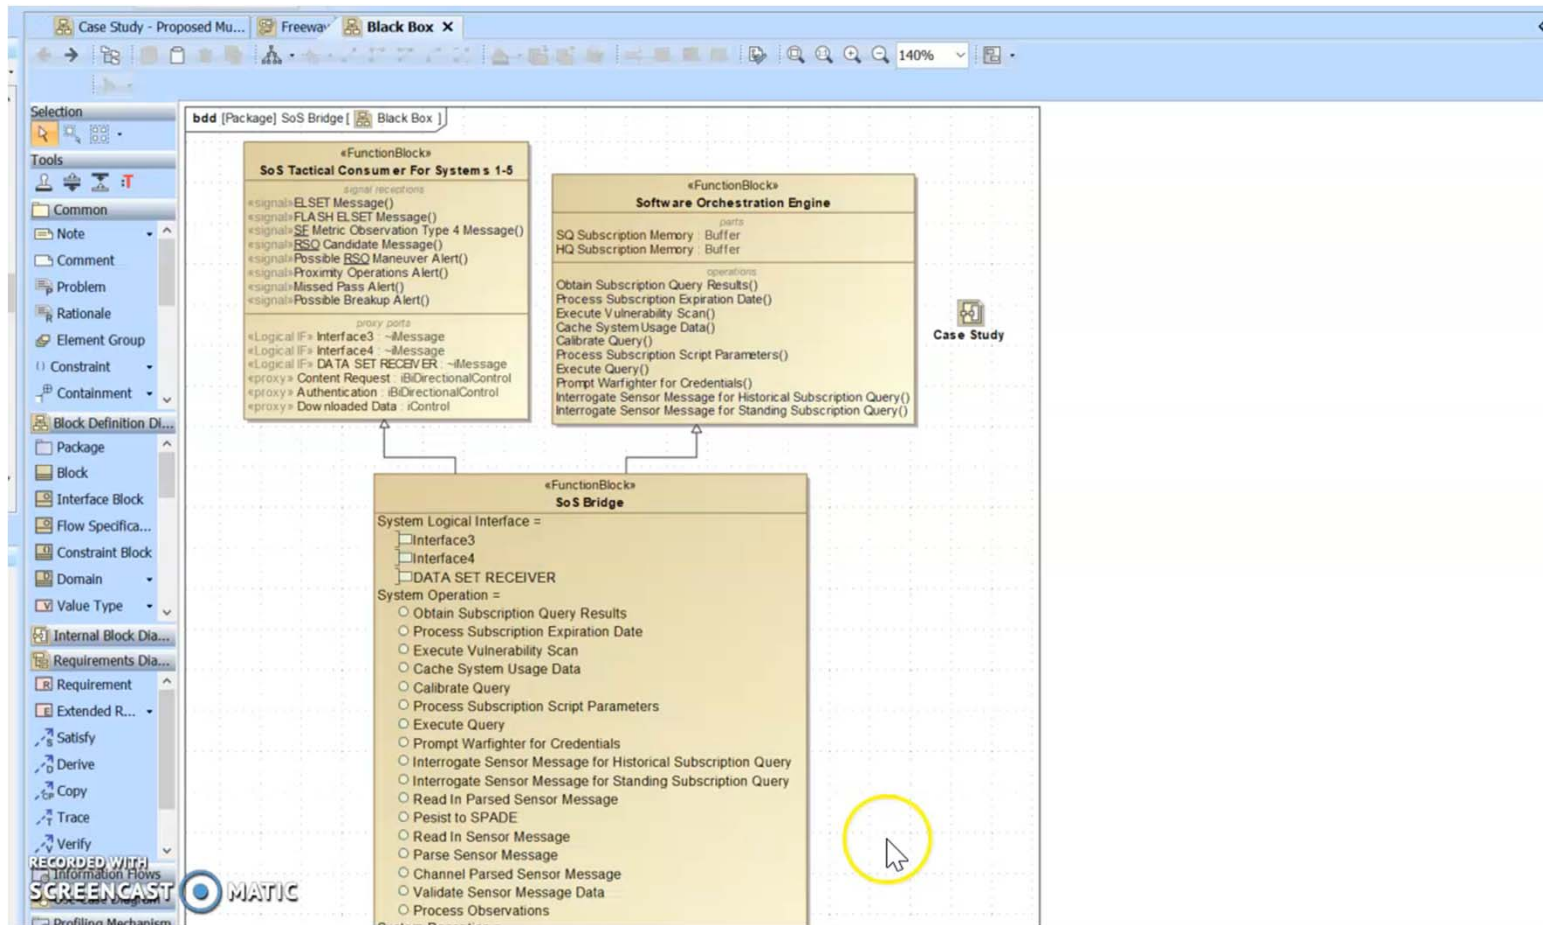 Case Study - Proposed Mu...
Freeway
Black Box
140%
Selection
Tools
Common
Note
Comment
Problem
Rationale
Element Group
Constraint
Containment
Block Definition Di...
Package
Block
Interface Block
Flow Specifica...
Constraint Block
Domain
Value Type
Internal Block Dia...
Requirements Dia...
Requirement
Extended R...
Satisfy
Derive
Copy
Trace
Verify
Information Flows
Use Case Diagram
Profiling Mechanism
RECORDED WITH
SCREENCAST MATIC
bdd [Package] SoS Bridge [ Black Box ]
«FunctionBlock»
SoS Tactical Consumer For Systems 1-5
signal receptions
«signal»ELSET Message()
«signal»FLASH ELSET Message()
«signal»SF Metric Observation Type 4 Message()
«signal»RSO Candidate Message()
«signal»Possible RSO Maneuver Alert()
«signal»Proximity Operations Alert()
«signal»Missed Pass Alert()
«signal»Possible Breakup Alert()
proxy ports
«Logical IF» Interface3 : ~iMessage
«Logical IF» Interface4 : ~iMessage
«Logical IF» DATA SET RECEIVER : ~iMessage
«proxy» Content Request : iBiDirectionalControl
«proxy» Authentication : iBiDirectionalControl
«proxy» Downloaded Data : iControl
«FunctionBlock»
Software Orchestration Engine
parts
SQ Subscription Memory : Buffer
HQ Subscription Memory : Buffer
operations
Obtain Subscription Query Results()
Process Subscription Expiration Date()
Execute Vulnerability Scan()
Cache System Usage Data()
Calibrate Query()
Process Subscription Script Parameters()
Execute Query()
Prompt Warfighter for Credentials()
Interrogate Sensor Message for Historical Subscription Query()
Interrogate Sensor Message for Standing Subscription Query()
Case Study
«FunctionBlock»
SoS Bridge
System Logical Interface =
Interface3
Interface4
DATA SET RECEIVER
System Operation =
Obtain Subscription Query Results
Process Subscription Expiration Date
Execute Vulnerability Scan
Cache System Usage Data
Calibrate Query
Process Subscription Script Parameters
Execute Query
Prompt Warfighter for Credentials
Interrogate Sensor Message for Historical Subscription Query
Interrogate Sensor Message for Standing Subscription Query
Read In Parsed Sensor Message
Pesist to SPADE
Read In Sensor Message
Parse Sensor Message
Channel Parsed Sensor Message
Validate Sensor Message Data
Process Observations